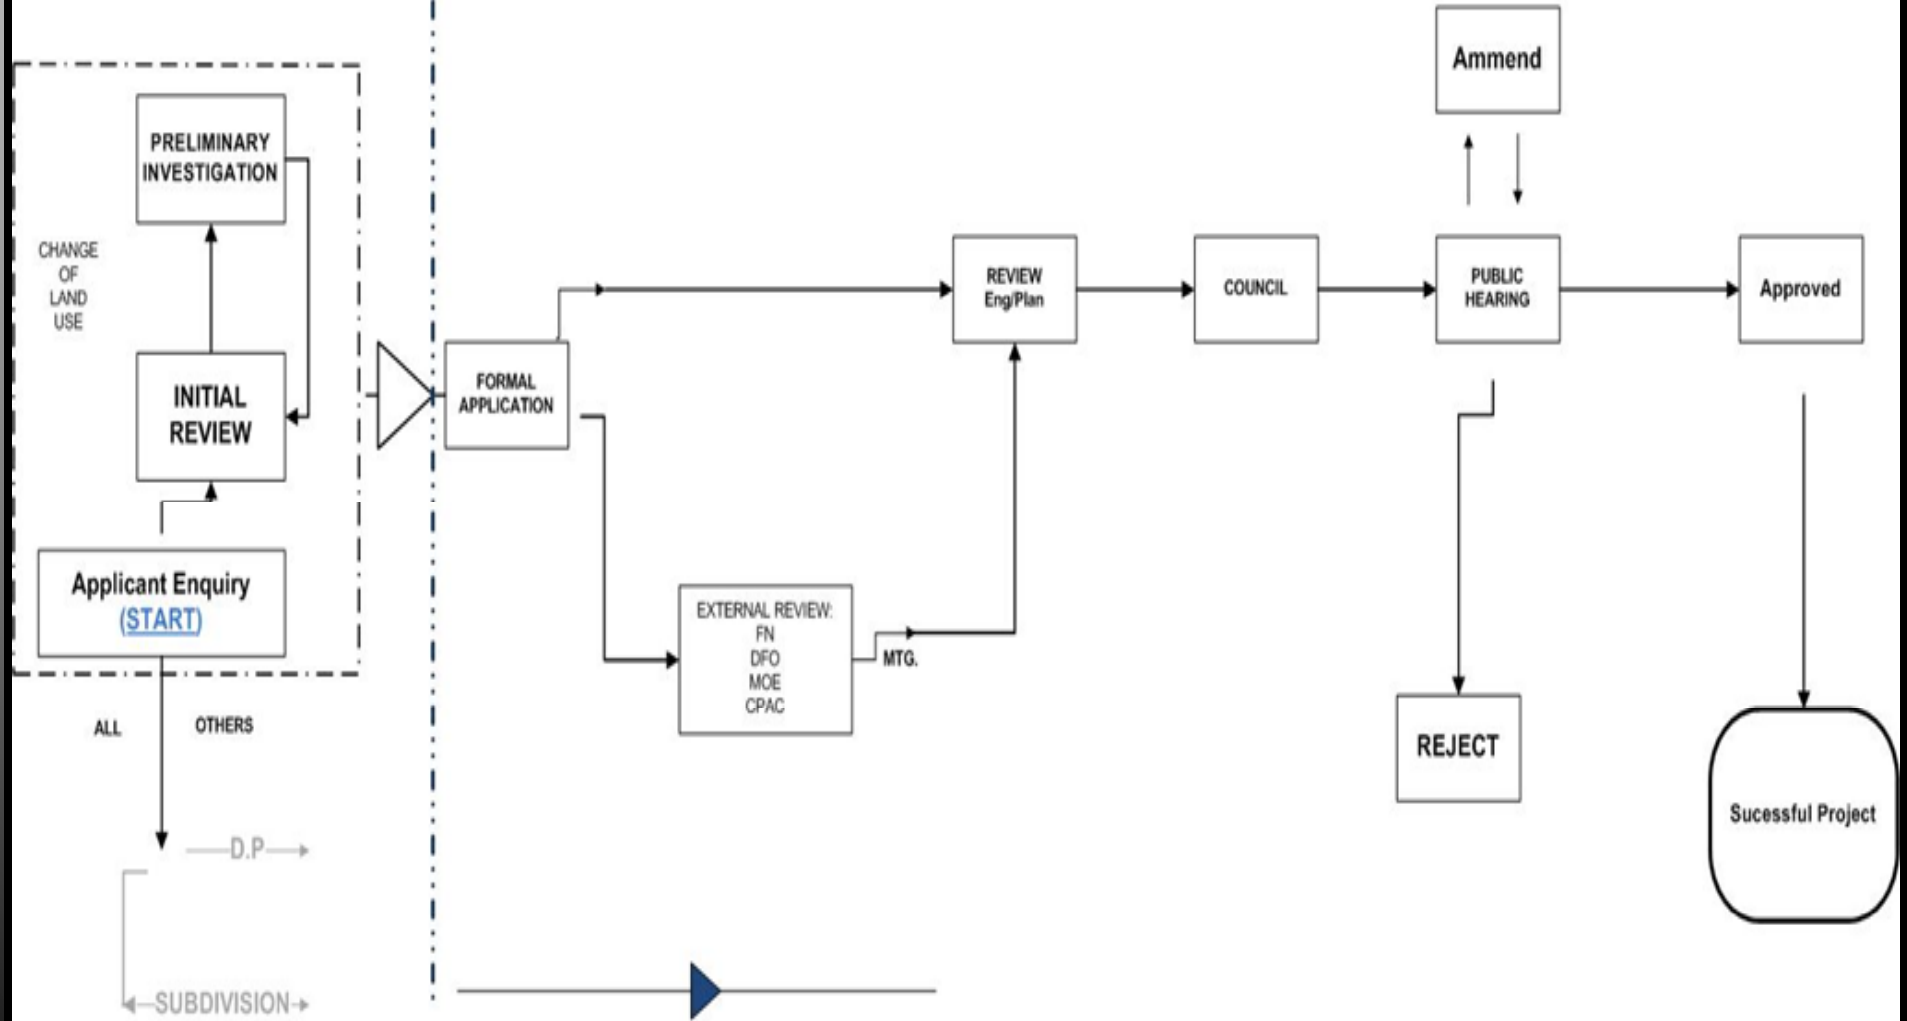 PRELIMINARY
INVESTIGATION
CHANGE
OF
LAND
USE
INITIAL
REVIEW
Applicant Enquiry
(START)
ALL
OTHERS
D.P
SUBDIVISION
FORMAL
APPLICATION
EXTERNAL REVIEW:
FN
DFO
MOE
CPAC
MTG.
REVIEW
Eng/Plan
COUNCIL
Ammend
PUBLIC
HEARING
REJECT
Approved
Sucessful Project